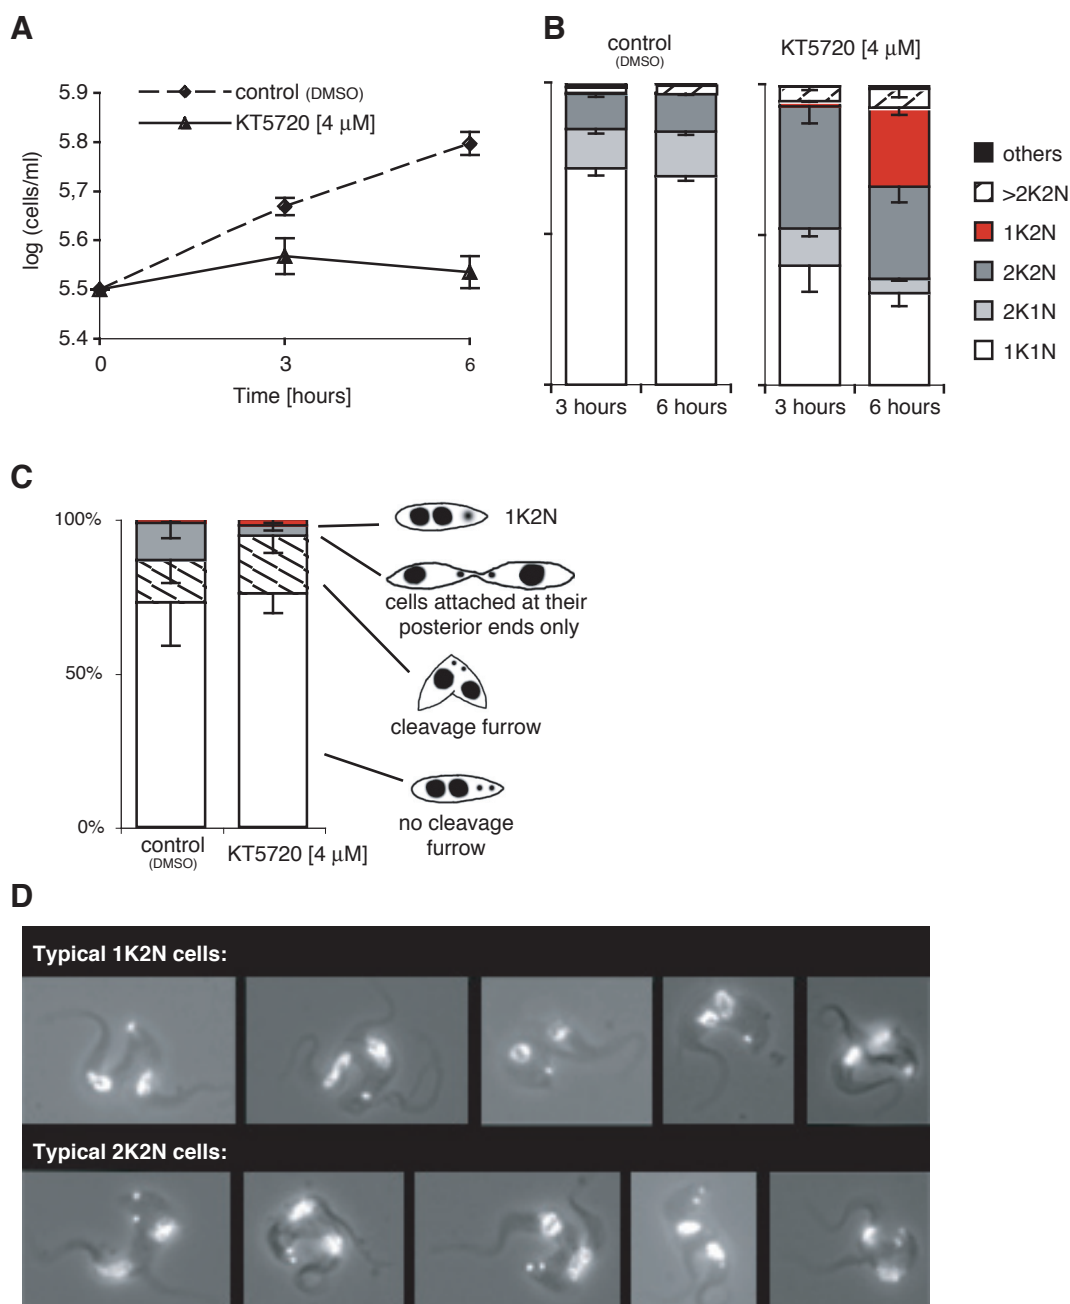 A
control (DMSO)
KT5720 [4 μM]
5.9
5.8
5,7
5.6
5.5
5.4
log (cells/ml)
0
3
6
Time [hours]
B
control
(DMSO)
KT5720 [4 μM]
3 hours
6 hours
3 hours
6 hours
others
>2K2N
1K2N
2K2N
2K1N
1K1N
C
100%
50%
0%
control
(DMSO)
KT5720 [4 μM]
1K2N
cells attached at their
posterior ends only
cleavage furrow
no cleavage
furrow
D
Typical 1K2N cells:
Typical 2K2N cells: